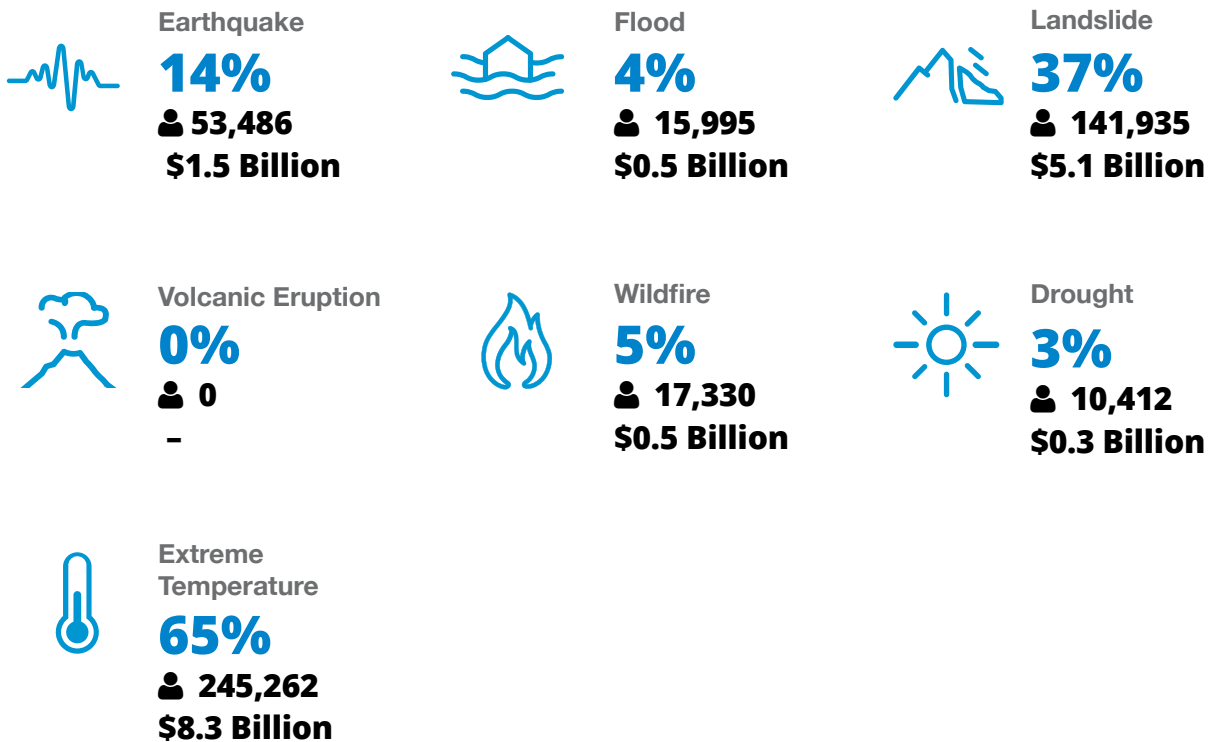 Earthquake
14%
53,486
$1.5 Billion
Flood
4%
15,995
$0.5 Billion
Landslide
37%
141,935
$5.1 Billion
Volcanic Eruption
0%
0
–
Wildfire
5%
17,330
$0.5 Billion
Drought
3%
10,412
$0.3 Billion
Extreme
Temperature
65%
245,262
$8.3 Billion